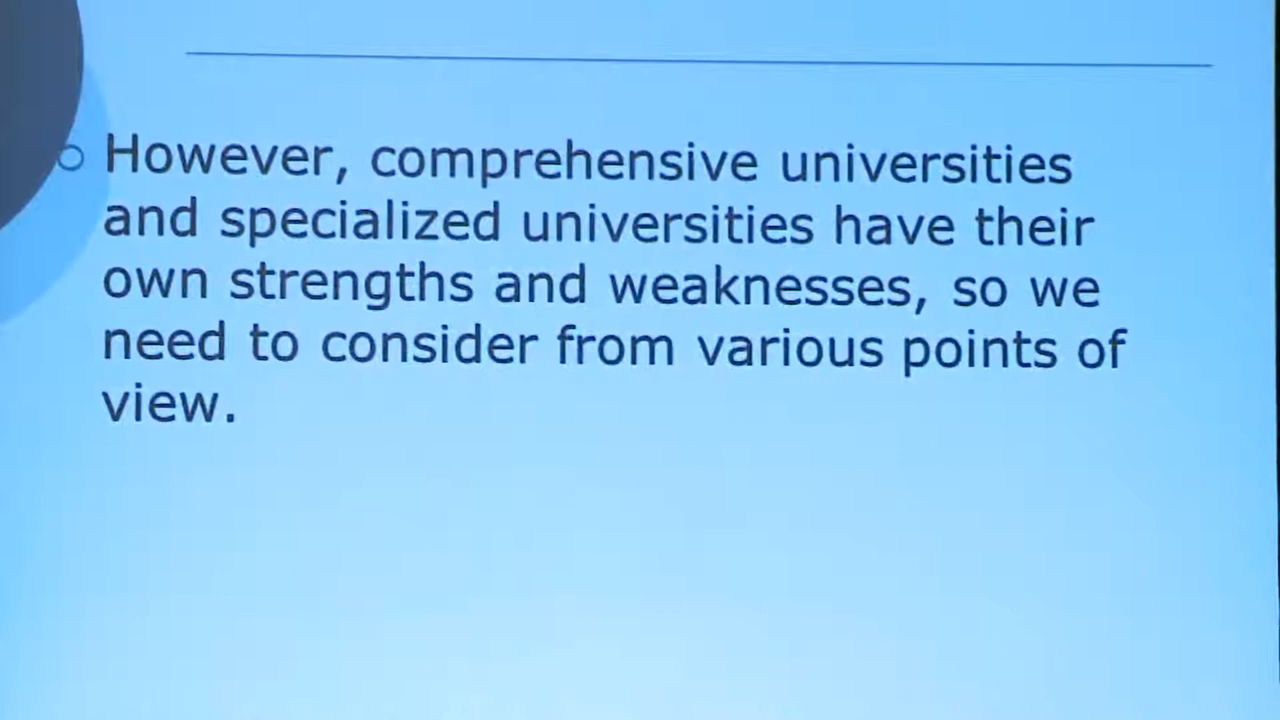 However, comprehensive universities
and specialized universities have their
own strengths and weaknesses, so we
need to consider from various points of
view.